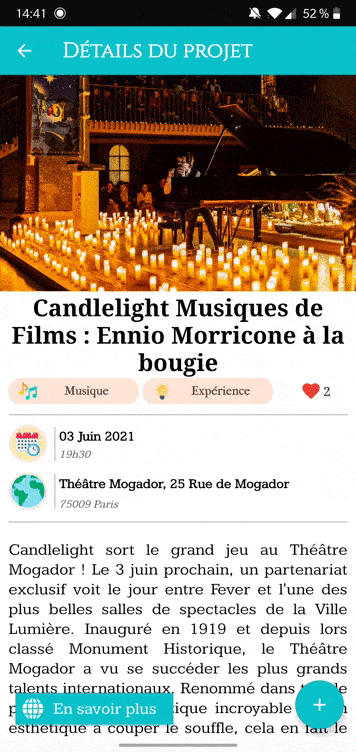 14:41
52 %
Détails du projet
Candlelight Musiques de
Films : Ennio Morricone à la
bougie
Musique
Expérience
2
03 Juin 2021
19h30
Théâtre Mogador, 25 Rue de Mogador
75009 Paris
Candlelight sort le grand jeu au Théâtre
Mogador ! Le 3 juin prochain, un partenariat
exclusif voit le jour entre Fever et l'une des
plus belles salles de spectacles de la Ville
Lumière. Inauguré en 1919 et depuis lors
classé Monument Historique, le Théâtre
Mogador a vu se succéder les plus grands
talents internationaux. Renommé dans
incroyable
En savoir plus
+
esthétique à couper le souffle, cela en fait le